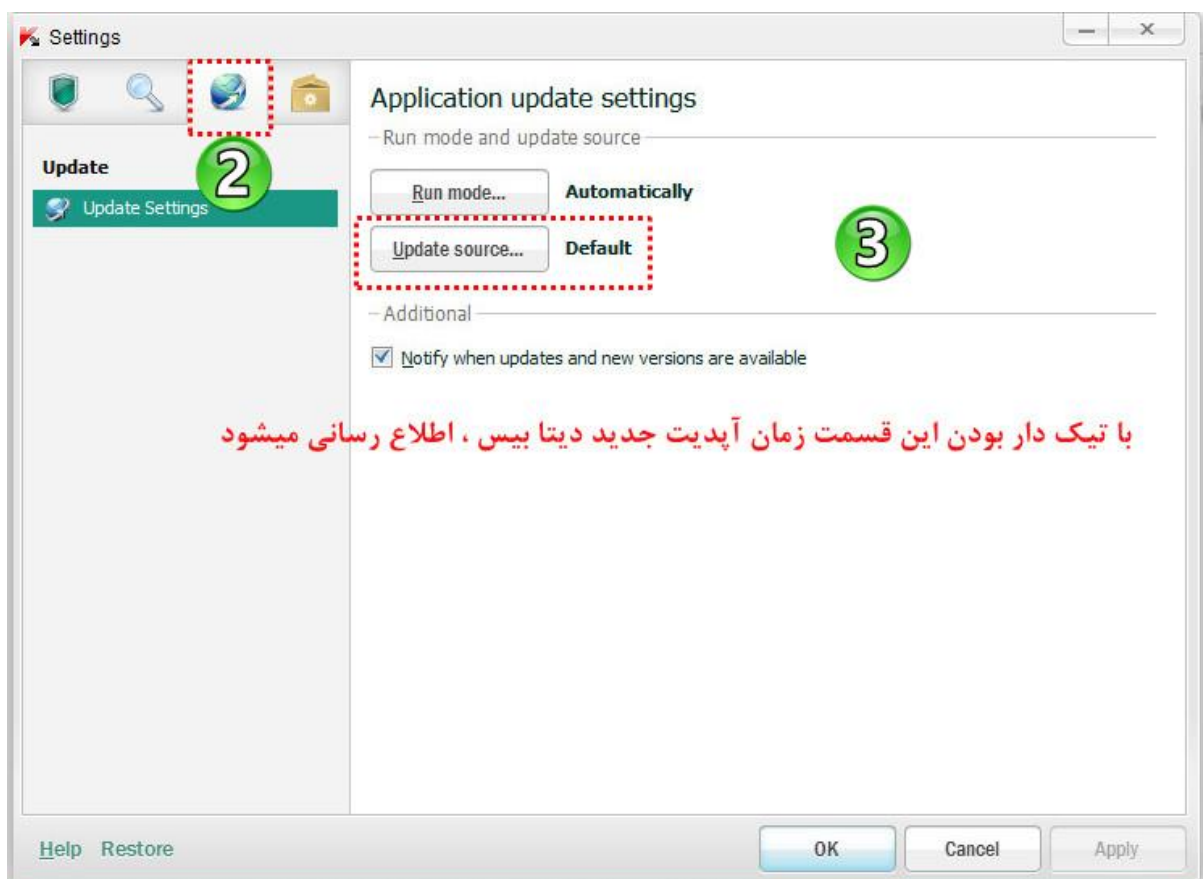 Settings
Application update settings
Run mode and update source
Update
2
Run mode... Automatically
Update Settings
Update source... Default
3
Additional
Notify when updates and new versions are available
با تیک دار بودن این قسمت زمان آپدیت جدید دیتا بیس ، اطلاع رسانی میشود
Help Restore
OK Cancel Apply